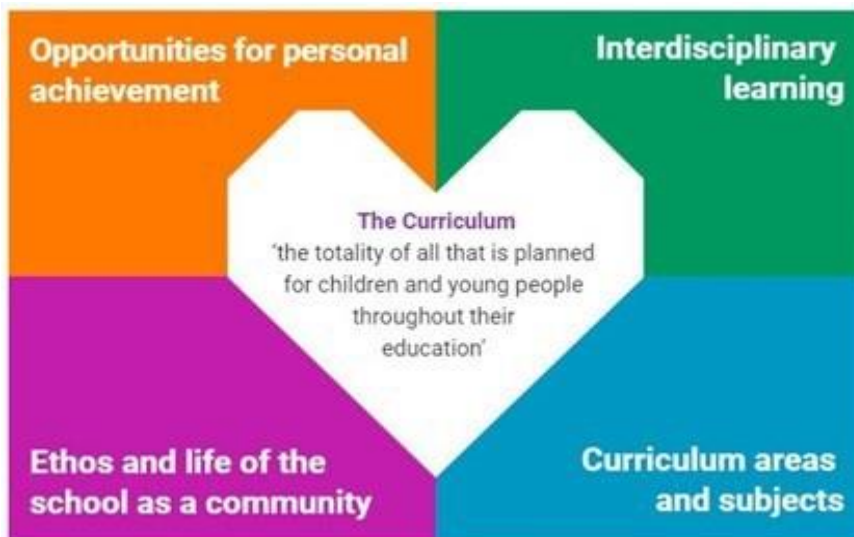 Opportunities for personal
achievement
Interdisciplinary
learning
The Curriculum
‘the totality of all that is planned
for children and young people
throughout their
education’
Ethos and life of the
school as a community
Curriculum areas
and subjects